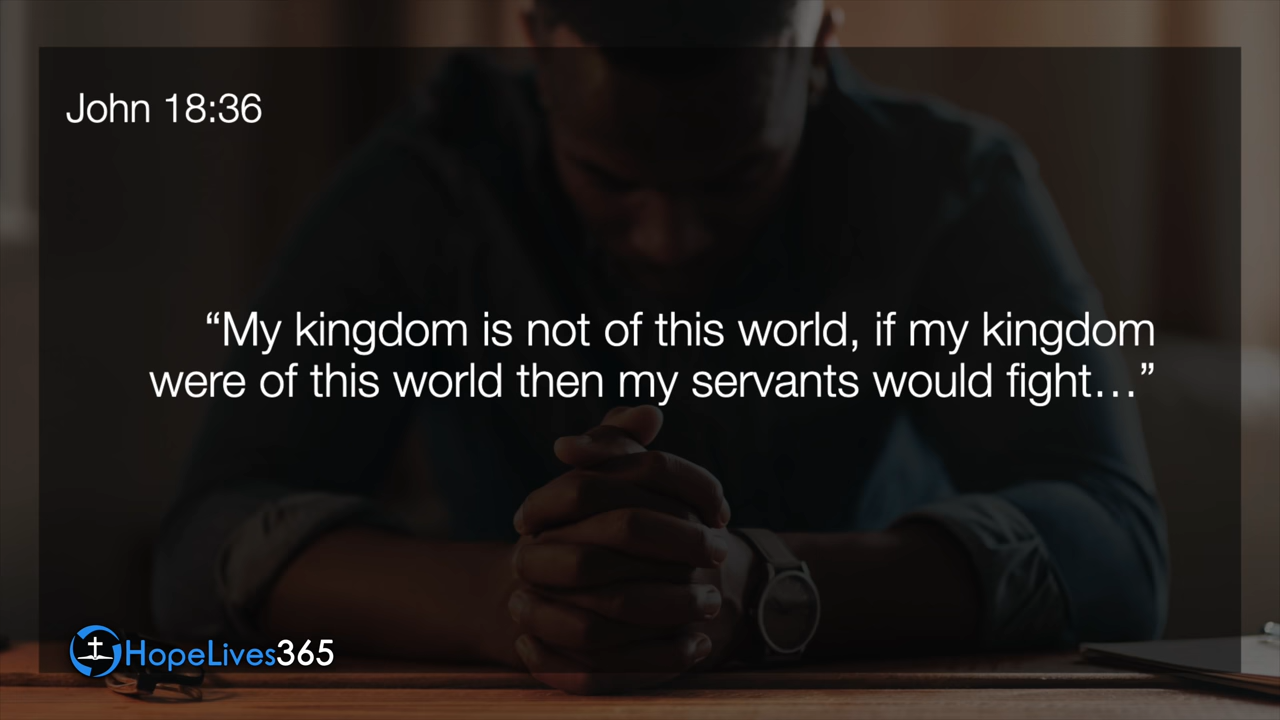 John 18:36
“My kingdom is not of this world, if my kingdom
were of this world then my servants would fight…”
HopeLives365